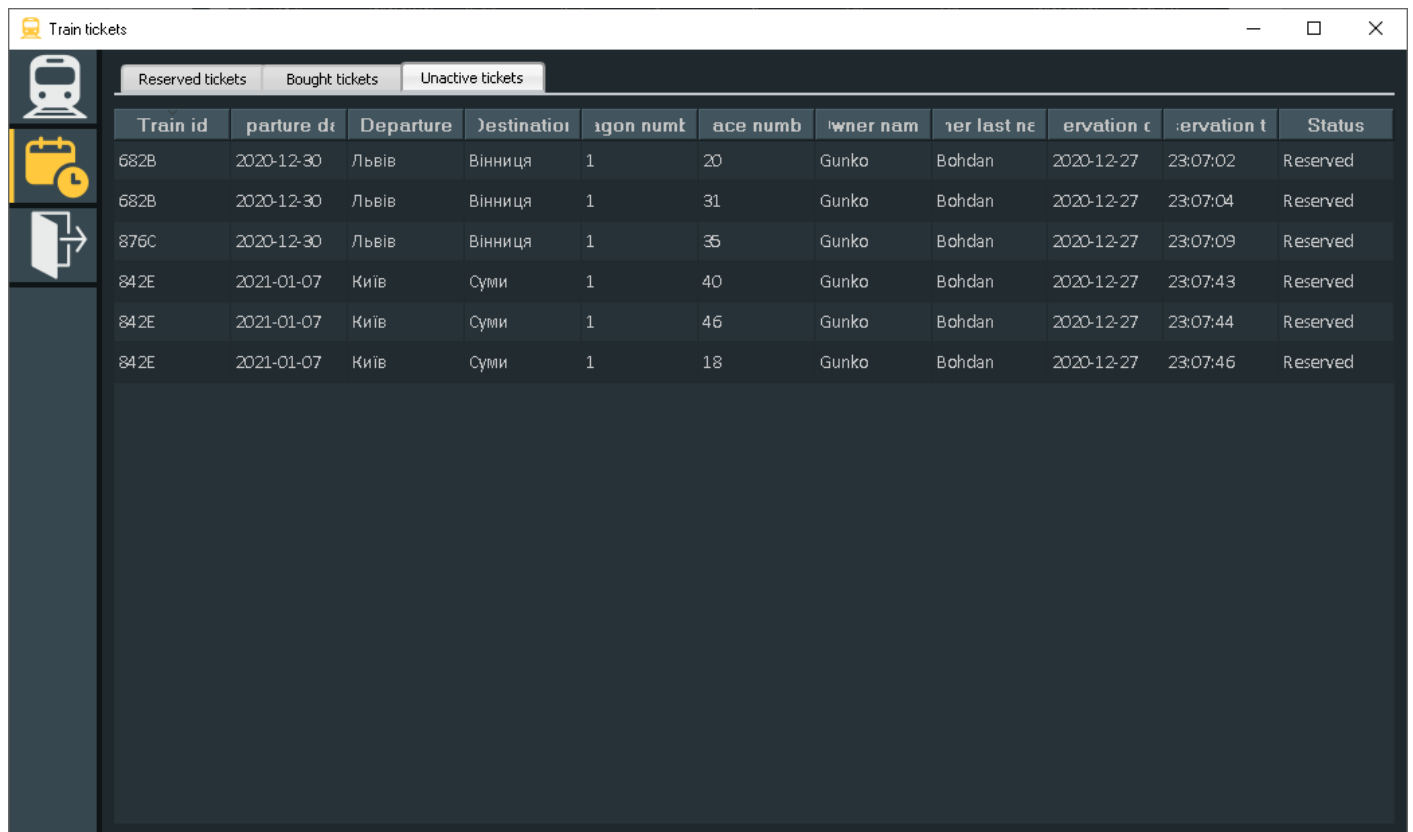 Train tickets
Reserved tickets Bought tickets Unactive tickets
Train id parture da Departure Destination agon numb ace numb wner nam ner last na ervation d ervation t Status
682B 2020-12-30 Львів Вінниця 1 20 Gunko Bohdan 2020-12-27 23:07:02 Reserved
682B 2020-12-30 Львів Вінниця 1 31 Gunko Bohdan 2020-12-27 23:07:04 Reserved
876C 2020-12-30 Львів Вінниця 1 35 Gunko Bohdan 2020-12-27 23:07:09 Reserved
842E 2021-01-07 Київ Суми 1 40 Gunko Bohdan 2020-12-27 23:07:43 Reserved
842E 2021-01-07 Київ Суми 1 46 Gunko Bohdan 2020-12-27 23:07:44 Reserved
842E 2021-01-07 Київ Суми 1 18 Gunko Bohdan 2020-12-27 23:07:46 Reserved